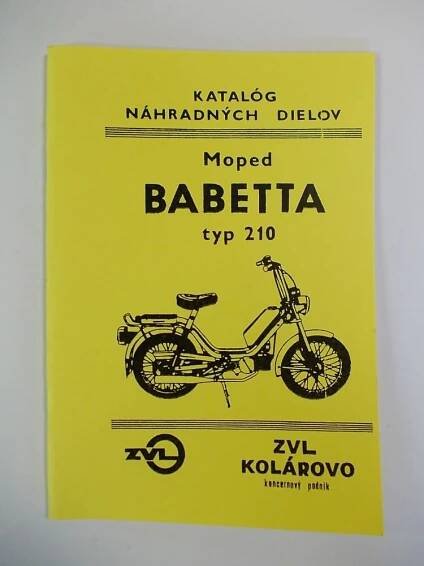 KATALÓG
NÁHRADNÝCH DIELOV
Moped
BABETTA
typ 210
ZVL
ZVL
KOLÁROVO
koncernový podnik